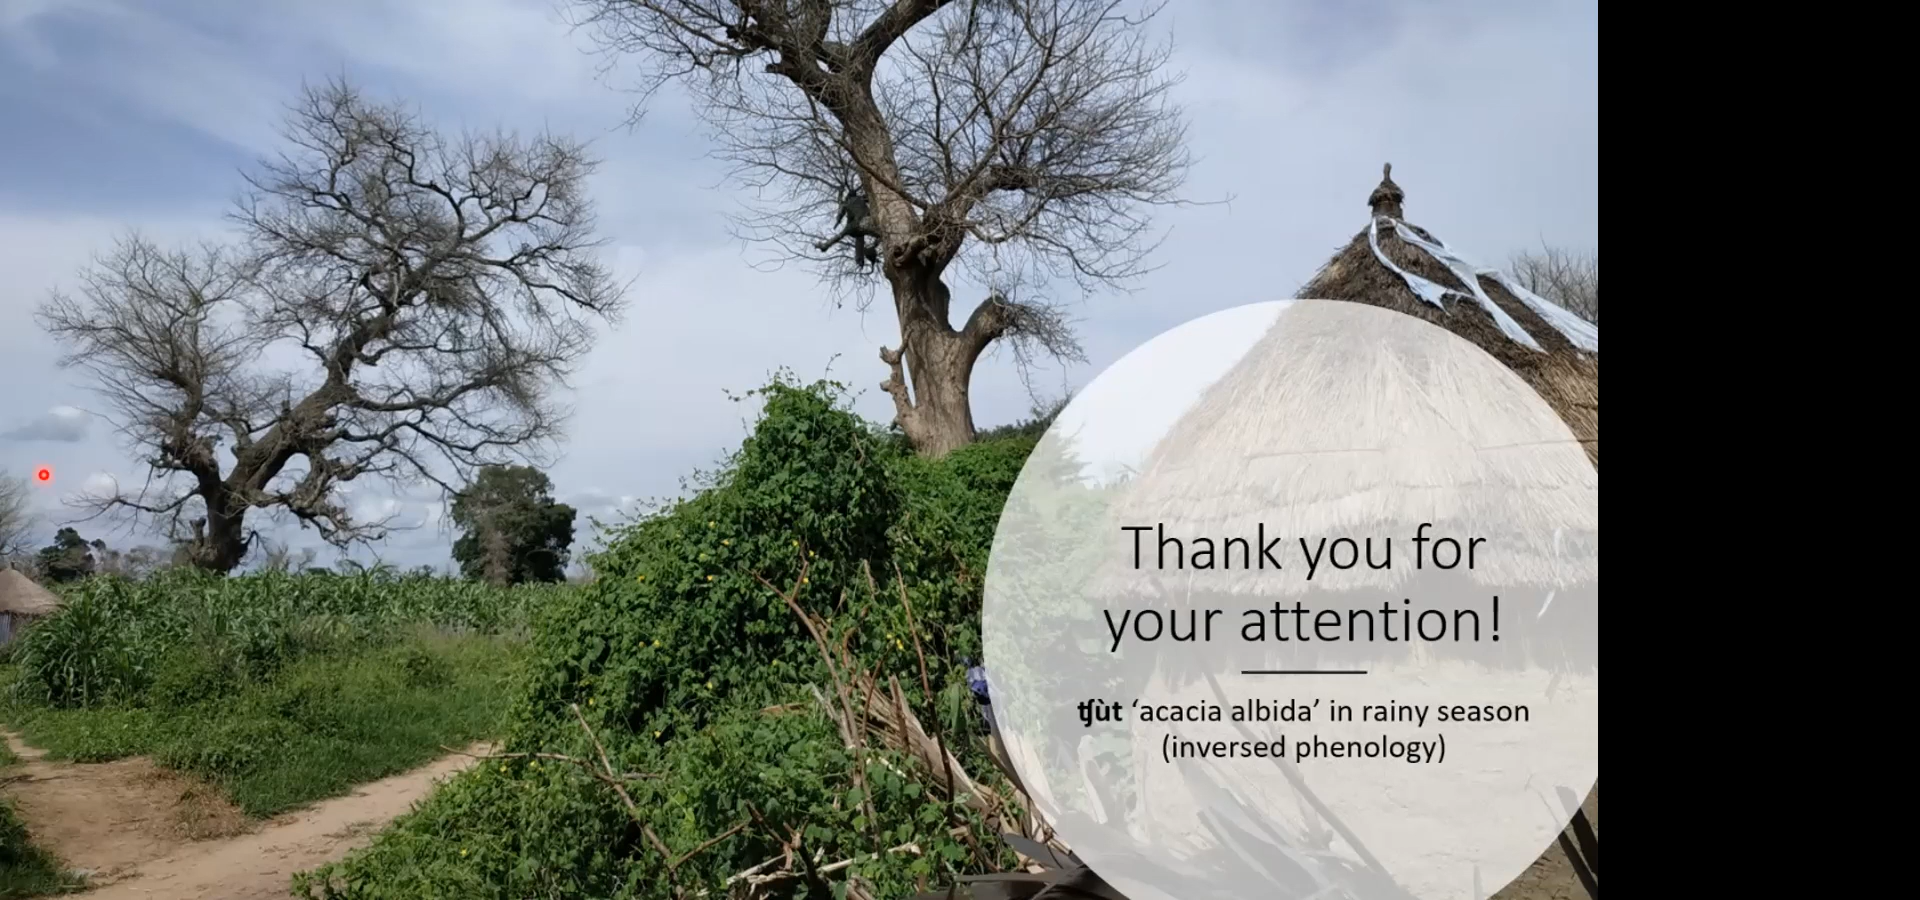 Thank you for
your attention!
ʧùt ‘acacia albida’ in rainy season
(inversed phenology)